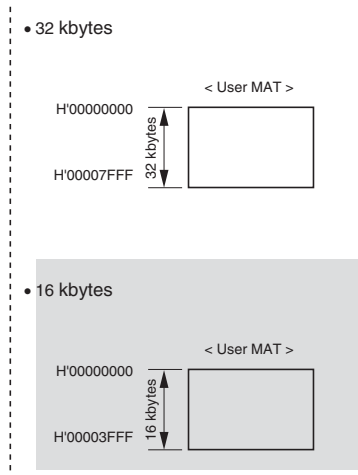 • 32 kbytes
< User MAT >
H'00000000
32 kbytes
H'00007FFF
• 16 kbytes
< User MAT >
H'00000000
16 kbytes
H'00003FFF